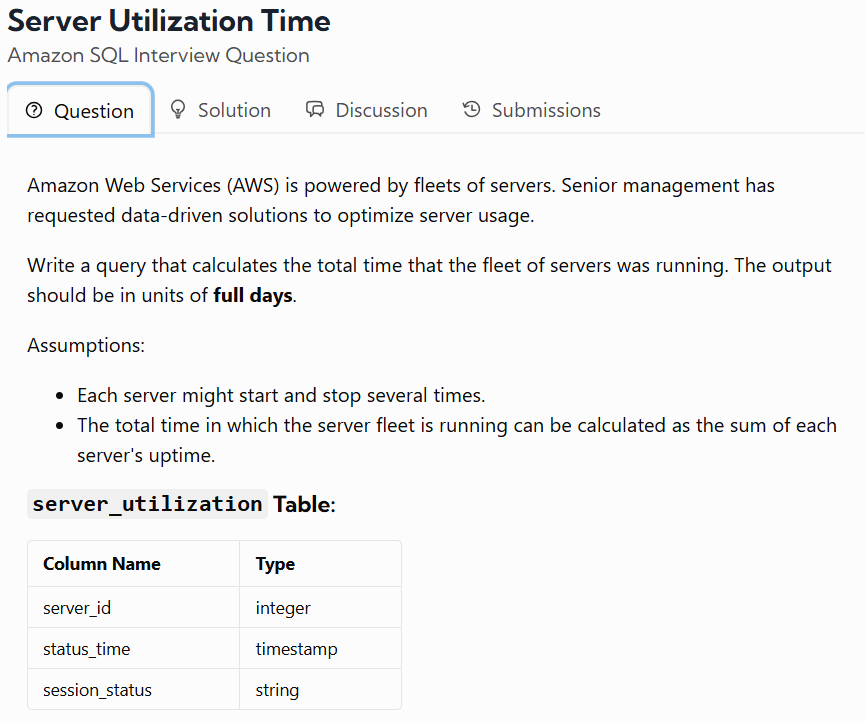 Server Utilization Time
Amazon SQL Interview Question
Question Solution Discussion Submissions
Amazon Web Services (AWS) is powered by fleets of servers. Senior management has
requested data-driven solutions to optimize server usage.
Write a query that calculates the total time that the fleet of servers was running. The output
should be in units of full days.
Assumptions:
• Each server might start and stop several times.
• The total time in which the server fleet is running can be calculated as the sum of each
server's uptime.
server_utilization Table:
Column Name Type
server_id integer
status_time timestamp
session_status string